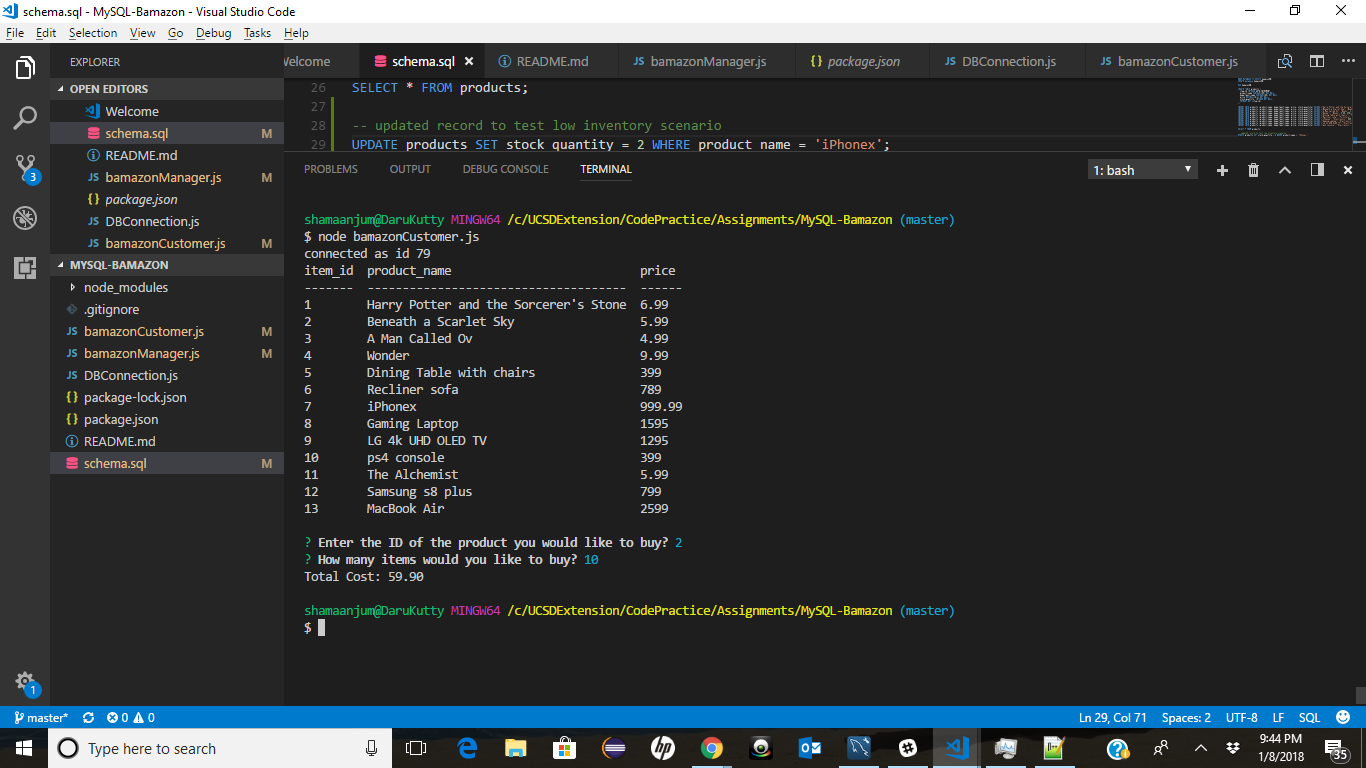 schema.sql - MySQL-Bamazon - Visual Studio Code
File Edit Selection View Go Debug Tasks Help
EXPLORER
OPEN EDITORS
Welcome
schema.sql M
README.md
bamazonManager.js M
package.json
DBConnection.js
bamazonCustomer.js M
MYSQL-BAMAZON
node_modules
.gitignore
bamazonCustomer.js M
bamazonManager.js M
DBConnection.js
package-lock.json
package.json
README.md
schema.sql M
3
1
Welcome schema.sql README.md bamazonManager.js package.json DBConnection.js bamazonCustomer.js
26 SELECT * FROM products;
27
28 -- updated record to test low inventory scenario
29 UPDATE products SET stock_quantity = 2 WHERE product_name = 'iPhonex';
PROBLEMS OUTPUT DEBUG CONSOLE TERMINAL 1: bash
shamaanjum@DaruKutty MINGW64 /c/UCSDExtension/CodePractice/Assignments/MySQL-Bamazon (master)
$ node bamazonCustomer.js
connected as id 79
item_id product_name price
------- ------------------------------------- ------
1 Harry Potter and the Sorcerer's Stone 6.99
2 Beneath a Scarlet Sky 5.99
3 A Man Called Ov 4.99
4 Wonder 9.99
5 Dining Table with chairs 399
6 Recliner sofa 789
7 iPhonex 999.99
8 Gaming Laptop 1595
9 LG 4k UHD OLED TV 1295
10 ps4 console 399
11 The Alchemist 5.99
12 Samsung s8 plus 799
13 MacBook Air 2599
? Enter the ID of the product you would like to buy? 2
? How many items would you like to buy? 10
Total Cost: 59.90
shamaanjum@DaruKutty MINGW64 /c/UCSDExtension/CodePractice/Assignments/MySQL-Bamazon (master)
$
master* 0 0 Ln 29, Col 71 Spaces: 2 UTF-8 LF SQL
Type here to search
9:44 PM
1/8/2018
35